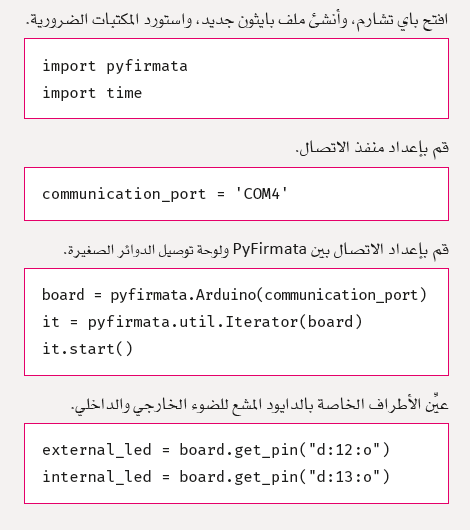 افتح باي تشارم، وأنشئ ملف بايثون جديد، واستورد المكتبات الضرورية.
import pyfirmata
import time
قم بإعداد منفذ الاتصال.
communication_port = 'COM4'
قم بإعداد الاتصال بين PyFirmata ولوحة توصيل الدوائر الصغيرة.
board = pyfirmata.Arduino(communication_port)
it = pyfirmata.util.Iterator(board)
it.start()
عيِّن الأطراف الخاصة بالدايود المشع للضوء الخارجي والداخلي.
external_led = board.get_pin("d:12:o")
internal_led = board.get_pin("d:13:o")